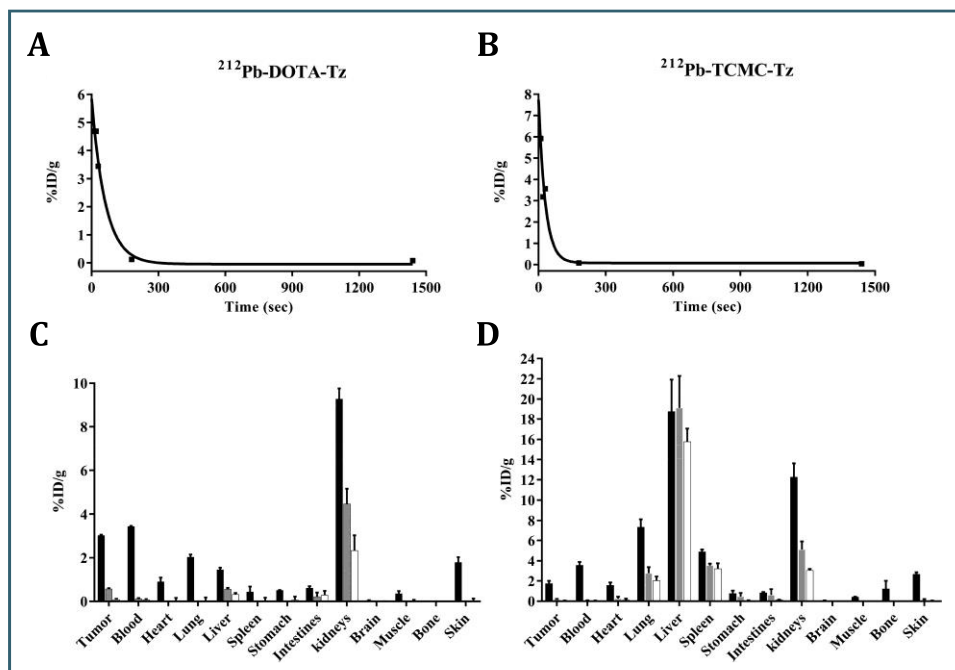 A
²¹²Pb-DOTA-Tz
6
5
4
3
2
1
0
%ID/g
0 300 600 900 1200 1500
Time (sec)
B
²¹²Pb-TCMC-Tz
8
7
6
5
4
3
2
1
0
%ID/g
0 300 600 900 1200 1500
Time (sec)
C
10
8
6
4
2
0
%ID/g
Tumor
Blood
Heart
Lung
Liver
Spleen
Stomach
Intestines
kidneys
Brain
Muscle
Bone
Skin
D
24
22
20
18
16
14
12
10
8
6
4
2
0
%ID/g
Tumor
Blood
Heart
Lung
Liver
Spleen
Stomach
Intestines
kidneys
Brain
Muscle
Bone
Skin